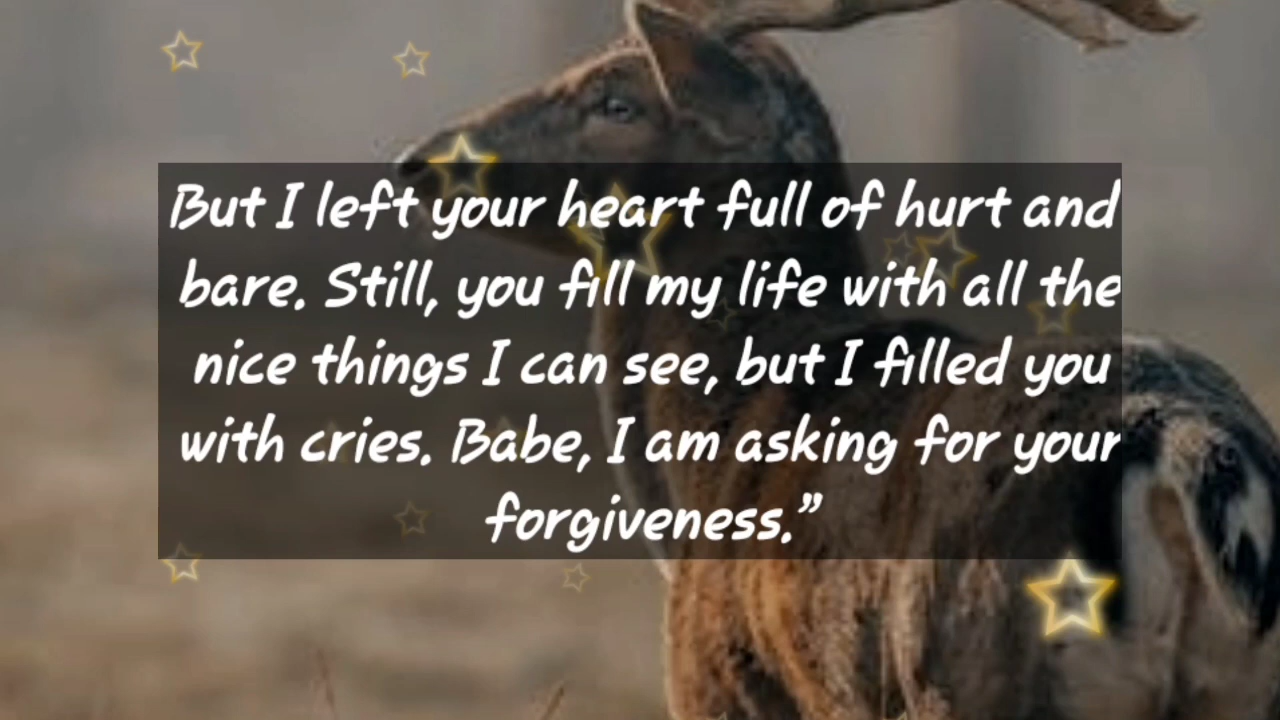 But I left your heart full of hurt and
bare. Still, you fill my life with all the
nice things I can see, but I filled you
with cries. Babe, I am asking for your
forgiveness.”